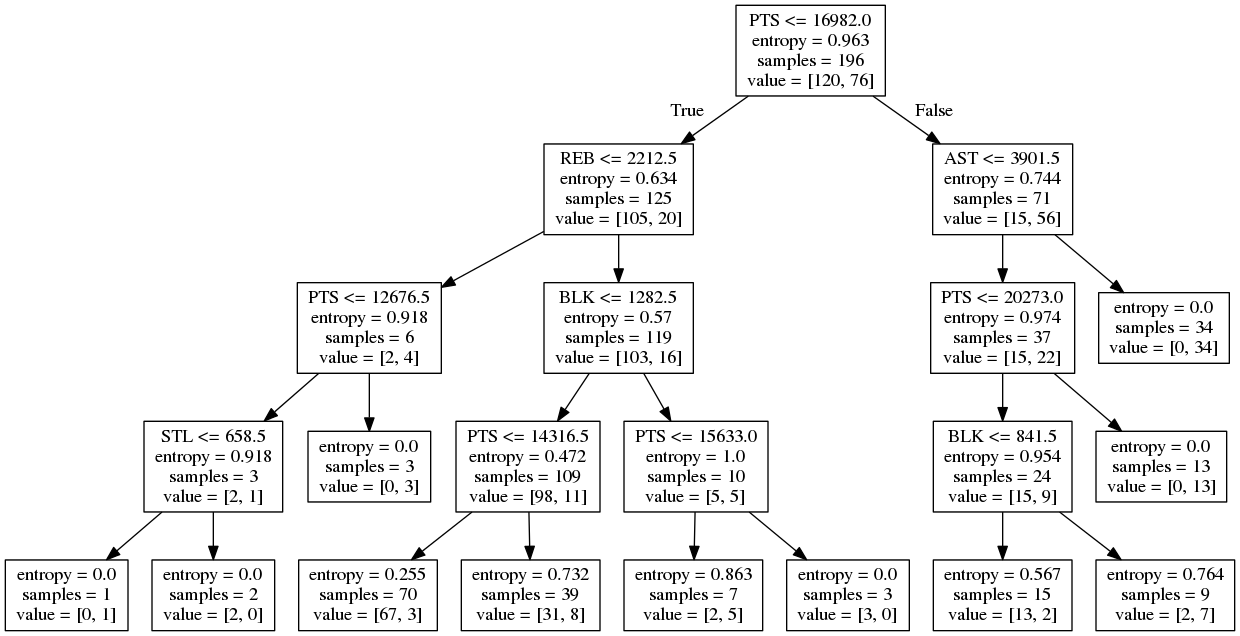 PTS <= 16982.0
entropy = 0.963
samples = 196
value = [120, 76]
True
False
REB <= 2212.5
entropy = 0.634
samples = 125
value = [105, 20]
AST <= 3901.5
entropy = 0.744
samples = 71
value = [15, 56]
PTS <= 12676.5
entropy = 0.918
samples = 6
value = [2, 4]
BLK <= 1282.5
entropy = 0.57
samples = 119
value = [103, 16]
PTS <= 20273.0
entropy = 0.974
samples = 37
value = [15, 22]
entropy = 0.0
samples = 34
value = [0, 34]
STL <= 658.5
entropy = 0.918
samples = 3
value = [2, 1]
entropy = 0.0
samples = 3
value = [0, 3]
PTS <= 14316.5
entropy = 0.472
samples = 109
value = [98, 11]
PTS <= 15633.0
entropy = 1.0
samples = 10
value = [5, 5]
BLK <= 841.5
entropy = 0.954
samples = 24
value = [15, 9]
entropy = 0.0
samples = 13
value = [0, 13]
entropy = 0.0
samples = 1
value = [0, 1]
entropy = 0.0
samples = 2
value = [2, 0]
entropy = 0.255
samples = 70
value = [67, 3]
entropy = 0.732
samples = 39
value = [31, 8]
entropy = 0.863
samples = 7
value = [2, 5]
entropy = 0.0
samples = 3
value = [3, 0]
entropy = 0.567
samples = 15
value = [13, 2]
entropy = 0.764
samples = 9
value = [2, 7]